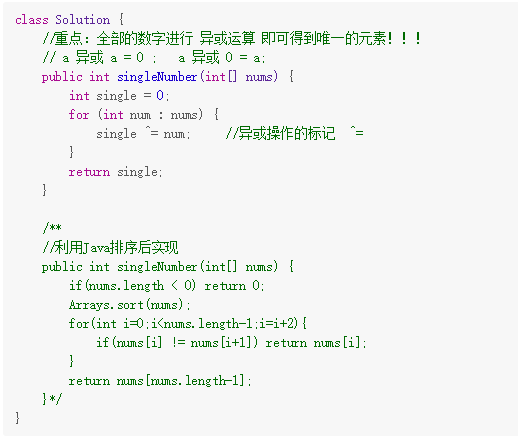 class Solution {
    //重点: 全部的数字进行 异或运算 即可得到唯一的元素！！！
    // a 异或 a = 0 ;   a 异或 0 = a;
    public int singleNumber(int[] nums) {
        int single = 0;
        for (int num : nums) {
            single ^= num;     //异或操作的标记  ^=
        }
        return single;
    }

    /**
    //利用Java排序后实现
    public int singleNumber(int[] nums) {
        if(nums.length < 0) return 0;
        Arrays.sort(nums);
        for(int i=0;i<nums.length-1;i=i+2){
            if(nums[i] != nums[i+1]) return nums[i];
        }
        return nums[nums.length-1];
    }*/
}